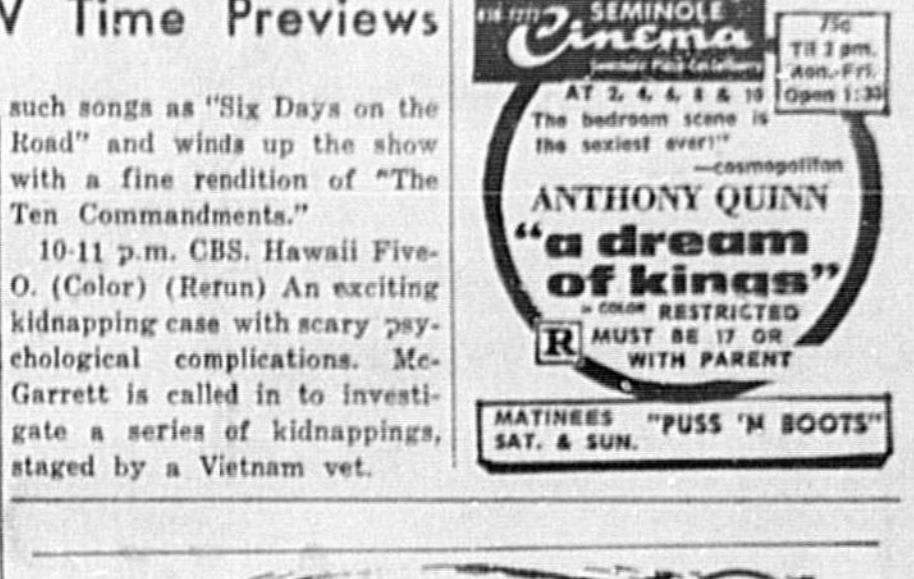 V Time Previews
such songs as "Six Days on the
Road" and winds up the show
with a fine rendition of "The
Ten Commandments."
10-11 p.m. CBS. Hawaii Five-
O. (Color) (Rerun) An exciting
kidnapping case with scary psy-
chological complications. Mc-
Garrett is called in to investi-
gate a series of kidnappings,
staged by a Vietnam vet.
SEMINOLE
Cinema
75c
Til 2 pm.
Mon.-Fri.
Open 1:30
AT 2, 4, 6, 8 & 10
The bedroom scene is
the sexiest ever!"
—cosmopolitan
ANTHONY QUINN
"a dream
of kings"
COLOR RESTRICTED
R MUST BE 17 OR
WITH PARENT
MATINEES "PUSS 'N BOOTS"
SAT. & SUN.